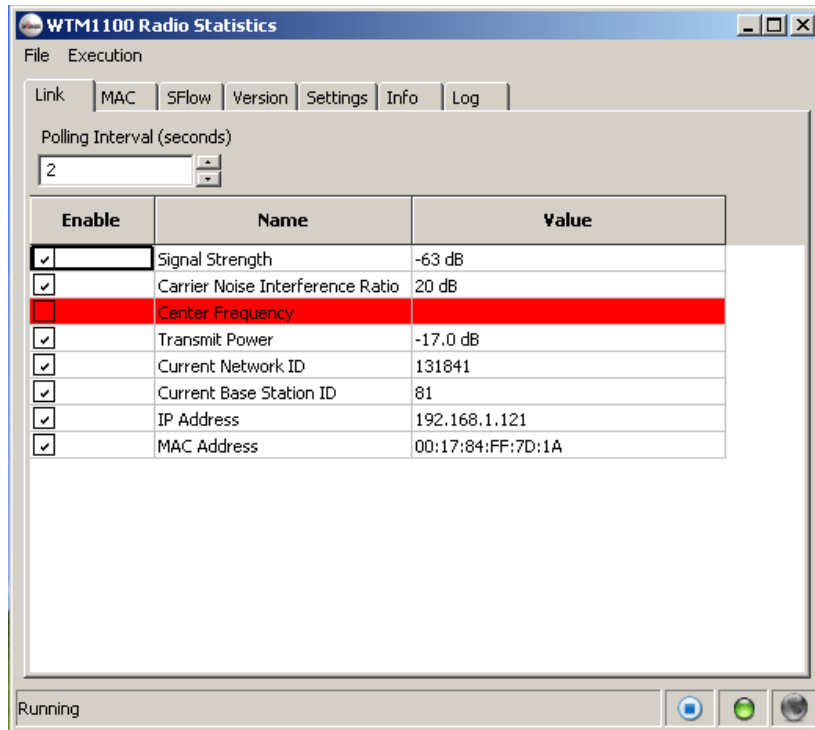 WTM1100 Radio Statistics
File Execution
Link MAC SFlow Version Settings Info Log
Polling Interval (seconds)
2
Enable Name Value
Signal Strength -63 dB
Carrier Noise Interference Ratio 20 dB
Center Frequency
Transmit Power -17.0 dB
Current Network ID 131841
Current Base Station ID 81
IP Address 192.168.1.121
MAC Address 00:17:84:FF:7D:1A
Running